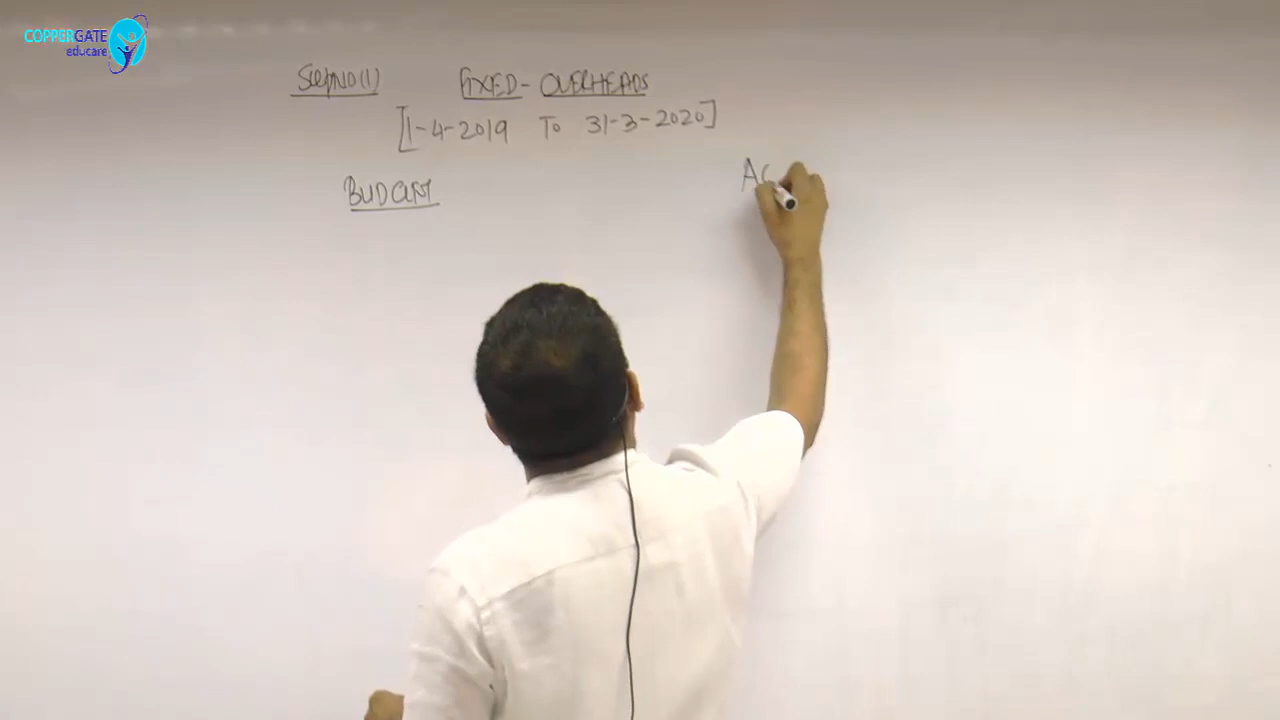 COPPERGATE
educare
Step NO (1) FIXED - OVERHEADS
[1-4-2019 To 31-3-2020]
BUDGET
AC